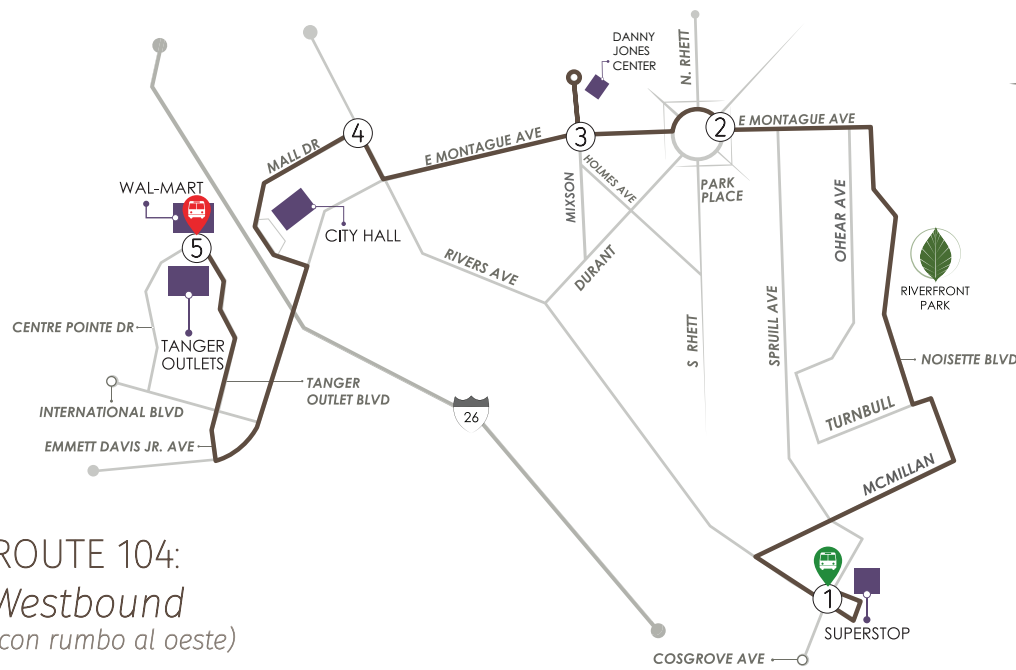 DANNY
JONES
CENTER
N. RHETT
4
3
2
E MONTAGUE AVE
E MONTAGUE AVE
MALL DR
HOLMES AVE
MIXSON
PARK
PLACE
OHEAR AVE
WAL-MART
5
CITY HALL
RIVERS AVE
DURANT
RIVERFRONT
PARK
CENTRE POINTE DR
TANGER
OUTLETS
S RHETT
SPRUILL AVE
NOISETTE BLVD
TANGER
OUTLET BLVD
INTERNATIONAL BLVD
26
TURNBULL
EMMETT DAVIS JR. AVE
MCMILLAN
ROUTE 104:
Westbound
(con rumbo al oeste)
1
SUPERSTOP
COSGROVE AVE